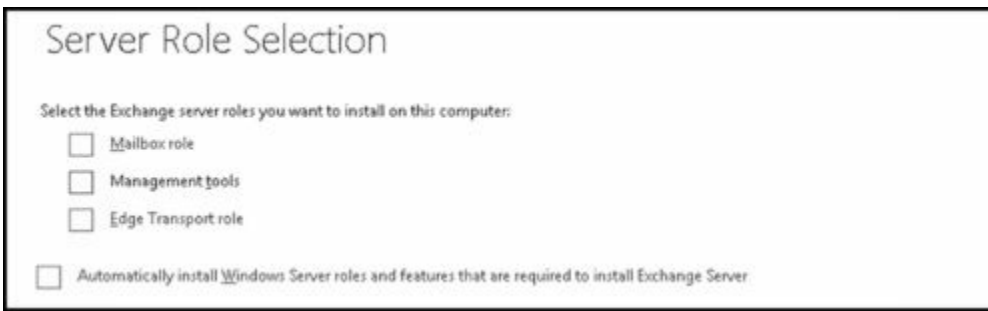 Server Role Selection
Select the Exchange server roles you want to install on this computer:
Mailbox role
Management tools
Edge Transport role
Automatically install Windows Server roles and features that are required to install Exchange Server